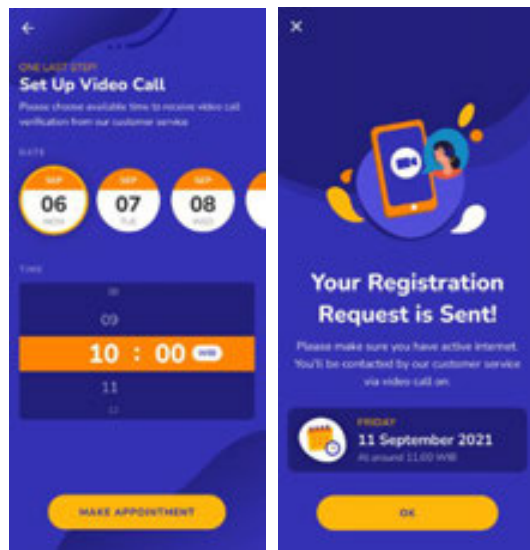 ONE LAST STEP!
Set Up Video Call
Please choose available time to receive video call
verification from our customer service
DATE
SEP SEP SEP
06 07 08
MON TUE WED
TIME
08
09
10 : 00 WIB
11
12
MAKE APPOINTMENT
Your Registration
Request is Sent!
Please make sure you have active internet.
You'll be contacted by our customer service
via video call on:
FRIDAY
11 September 2021
At around 11.00 WIB
OK